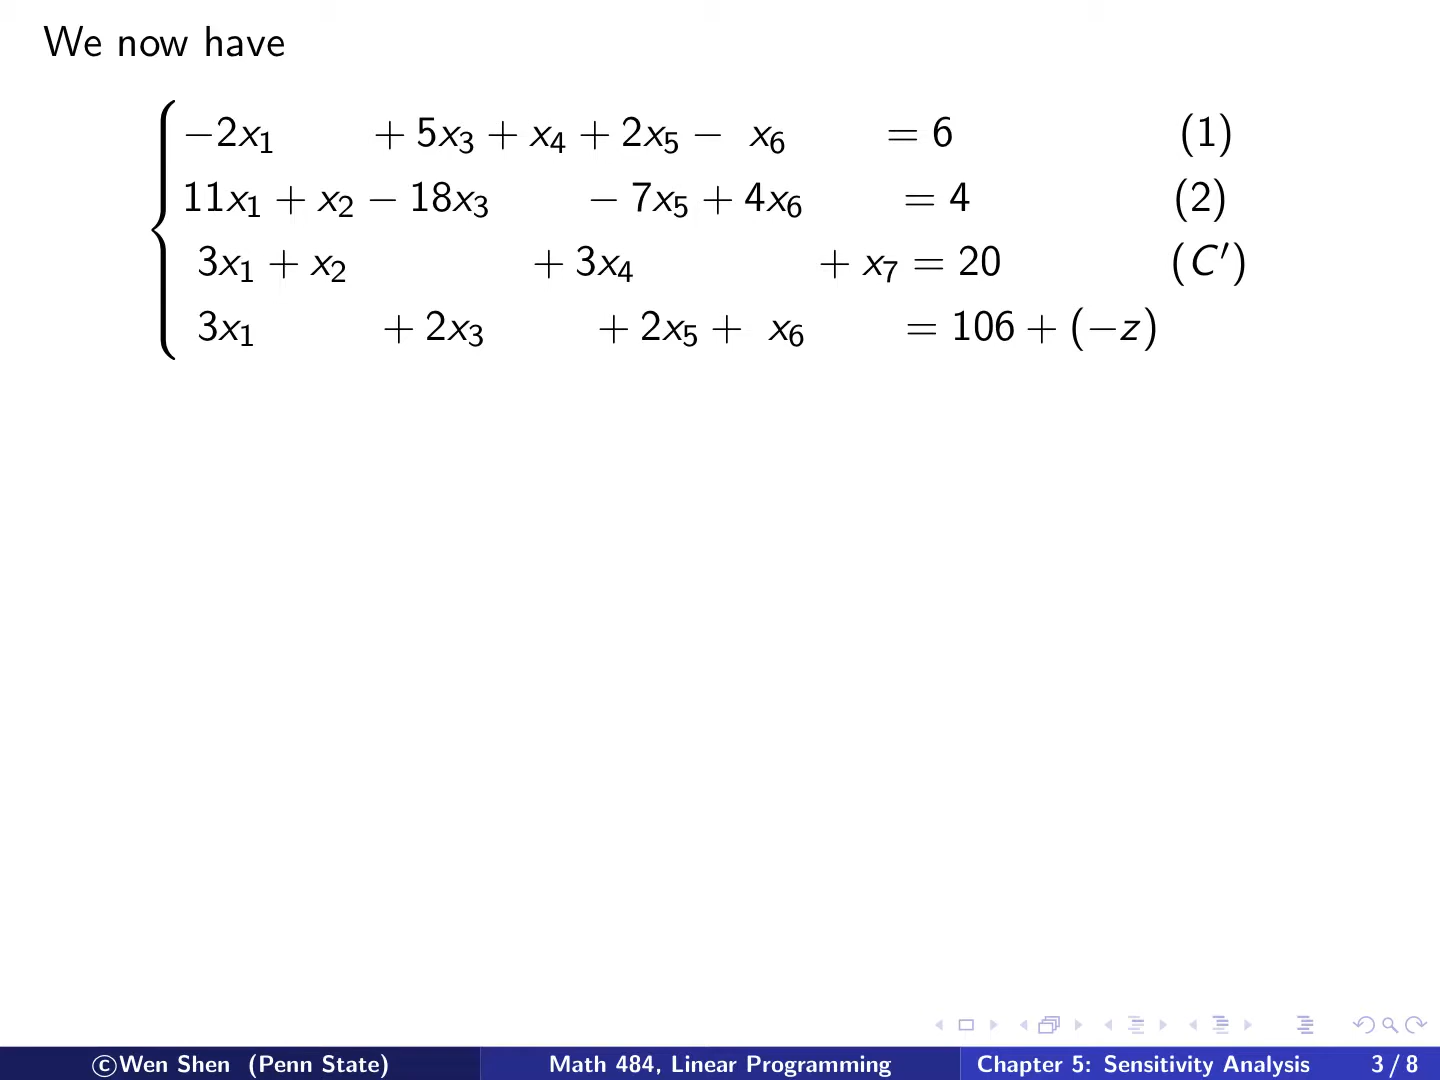 We now have
−2x₁ + 5x₃ + x₄ + 2x₅ − x₆ = 6 (1)
11x₁ + x₂ − 18x₃ − 7x₅ + 4x₆ = 4 (2)
3x₁ + x₂ + 3x₄ + x₇ = 20 (C′)
3x₁ + 2x₃ + 2x₅ + x₆ = 106 + (−z)
©Wen Shen (Penn State) Math 484, Linear Programming Chapter 5: Sensitivity Analysis 3 / 8